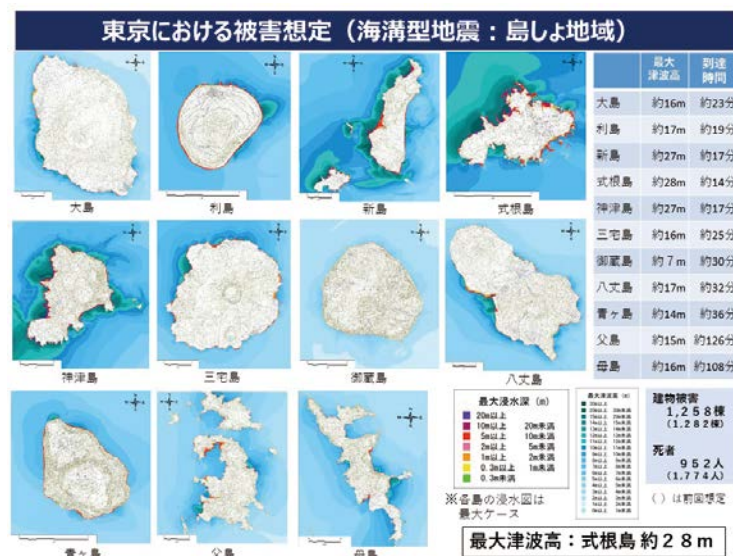 東京における被害想定（海溝型地震：島しょ地域）
大島
利島
新島
式根島
神津島
三宅島
御蔵島
八丈島
青ヶ島
父島
母島
最大津波高 到達時間
大島 約16m 約23分
利島 約17m 約19分
新島 約27m 約17分
式根島 約28m 約14分
神津島 約27m 約17分
三宅島 約16m 約25分
御蔵島 約７m 約30分
八丈島 約17m 約32分
青ヶ島 約14m 約36分
父島 約15m 約126分
母島 約16m 約108分
最大浸水深（m）
20m以上
10m以上 20m未満
5m以上 10m未満
2m以上 5m未満
1m以上 2m未満
0.3m以上 1m未満
0.3m未満
※各島の浸水図は
最大ケース
最大津波高（m）
建物被害
1,258棟
（1,282棟）
死者
952人
（1,774人）
（ ）は前回想定
最大津波高：式根島 約２８ｍ